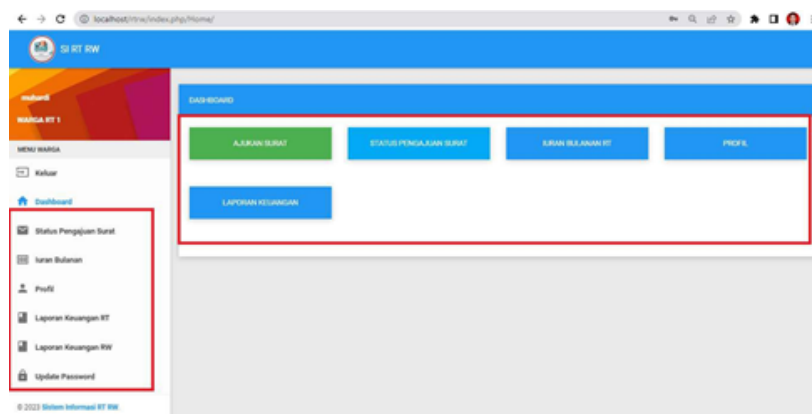 localhost/rtrw/index.php/Home/
SI RT RW
mulyardi
WARGA RT 1
MENU WARGA
Keluar
Dashboard
Status Pengajuan Surat
Iuran Bulanan
Profil
Laporan Keuangan RT
Laporan Keuangan RW
Update Password
© 2023 Sistem Informasi RT RW
DASHBOARD
AJUKAN SURAT
STATUS PENGAJUAN SURAT
IURAN BULANAN RT
PROFIL
LAPORAN KEUANGAN